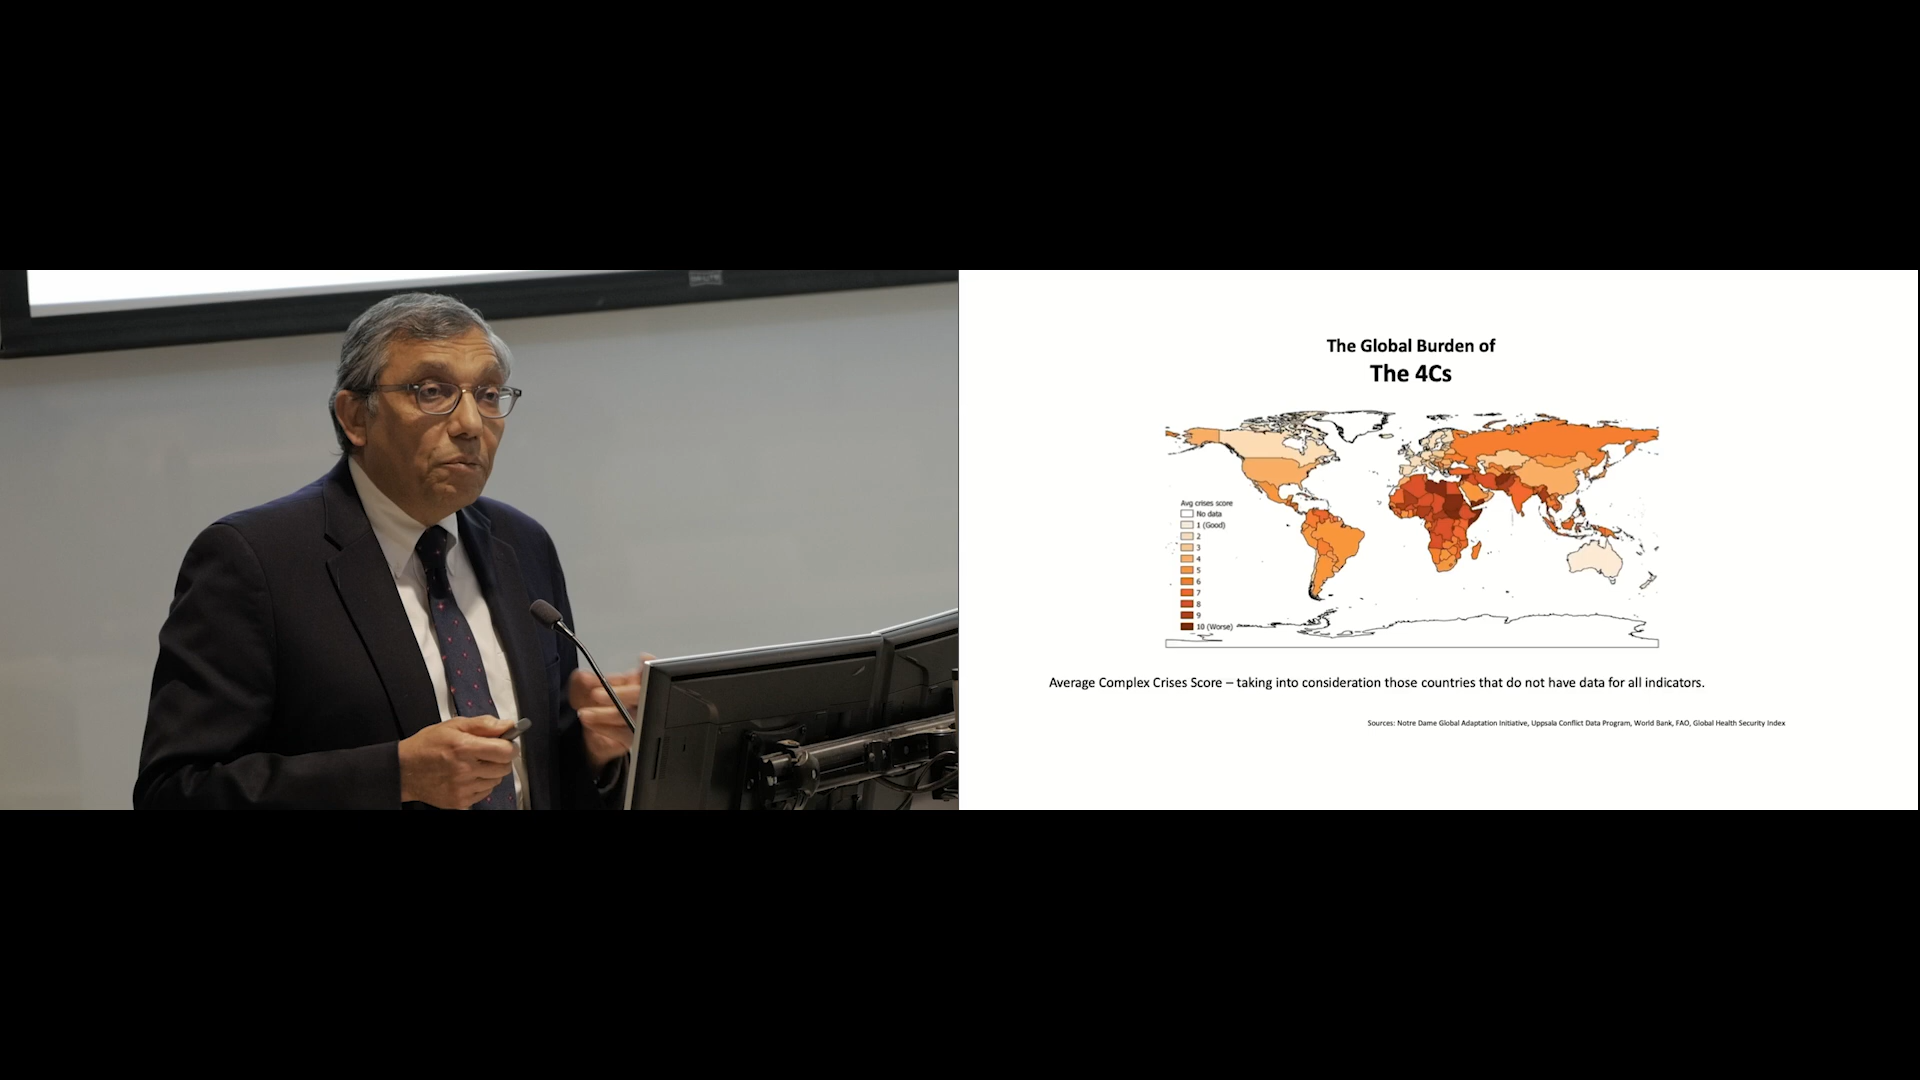 The Global Burden of
The 4Cs
Avg crises score
No data
1 (Good)
2
3
4
5
6
7
8
9
10 (Worse)
Average Complex Crises Score – taking into consideration those countries that do not have data for all indicators.
Sources: Notre Dame Global Adaptation Initiative, Uppsala Conflict Data Program, World Bank, FAO, Global Health Security Index